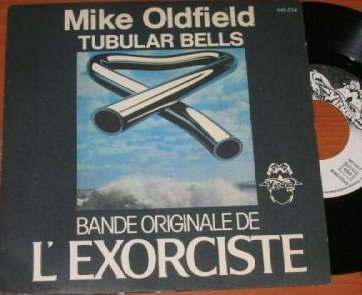 Mike Oldfield
TUBULAR BELLS
BANDE ORIGINALE DE
L'EXORCISTE